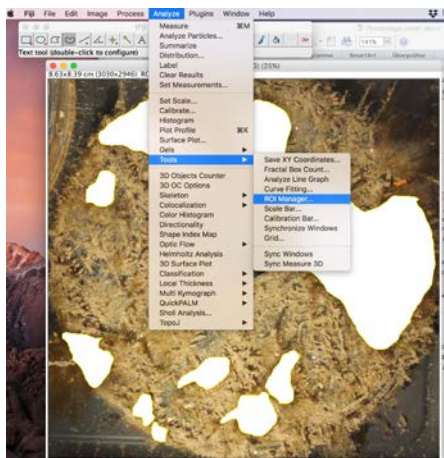 Fiji File Edit Image Process Analyze Plugins Window Help
Text tool (double-click to configure)
8.63x8.39 cm (3030x2946)
(25%)
141%
SmartArt
Measure ⌘M
Analyze Particles...
Summarize
Distribution...
Label
Clear Results
Set Measurements...
Set Scale...
Calibrate...
Histogram
Plot Profile ⌘K
Surface Plot...
Gels
Tools
3D Objects Counter
3D OC Options
Skeleton
Colocalization
Color Histogram
Directionality
Shape Index Map
Optic Flow
Helmholtz Analysis
3D Surface Plot
Classification
Local Thickness
Multi Kymograph
QuickPALM
Sholl Analysis...
TopoJ
Save XY Coordinates...
Fractal Box Count...
Analyze Line Graph
Curve Fitting...
ROI Manager...
Scale Bar...
Calibration Bar...
Synchronize Windows
Grid...
Sync Windows
Sync Measure 3D